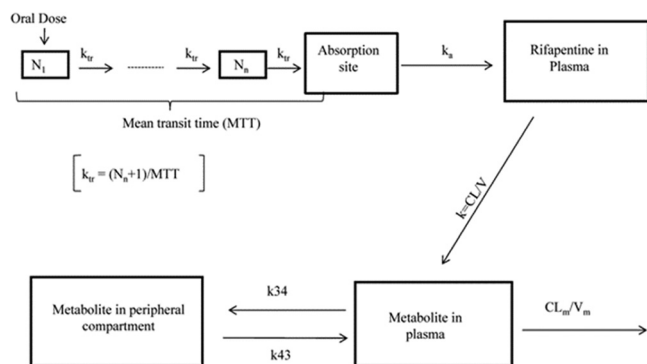 Oral Dose
N1
ktr
ktr
Nn
ktr
Absorption
site
ka
Rifapentine in
Plasma
Mean transit time (MTT)
ktr = (Nn+1)/MTT
k=CL/V
Metabolite in peripheral
compartment
k34
k43
Metabolite in
plasma
CLm/Vm